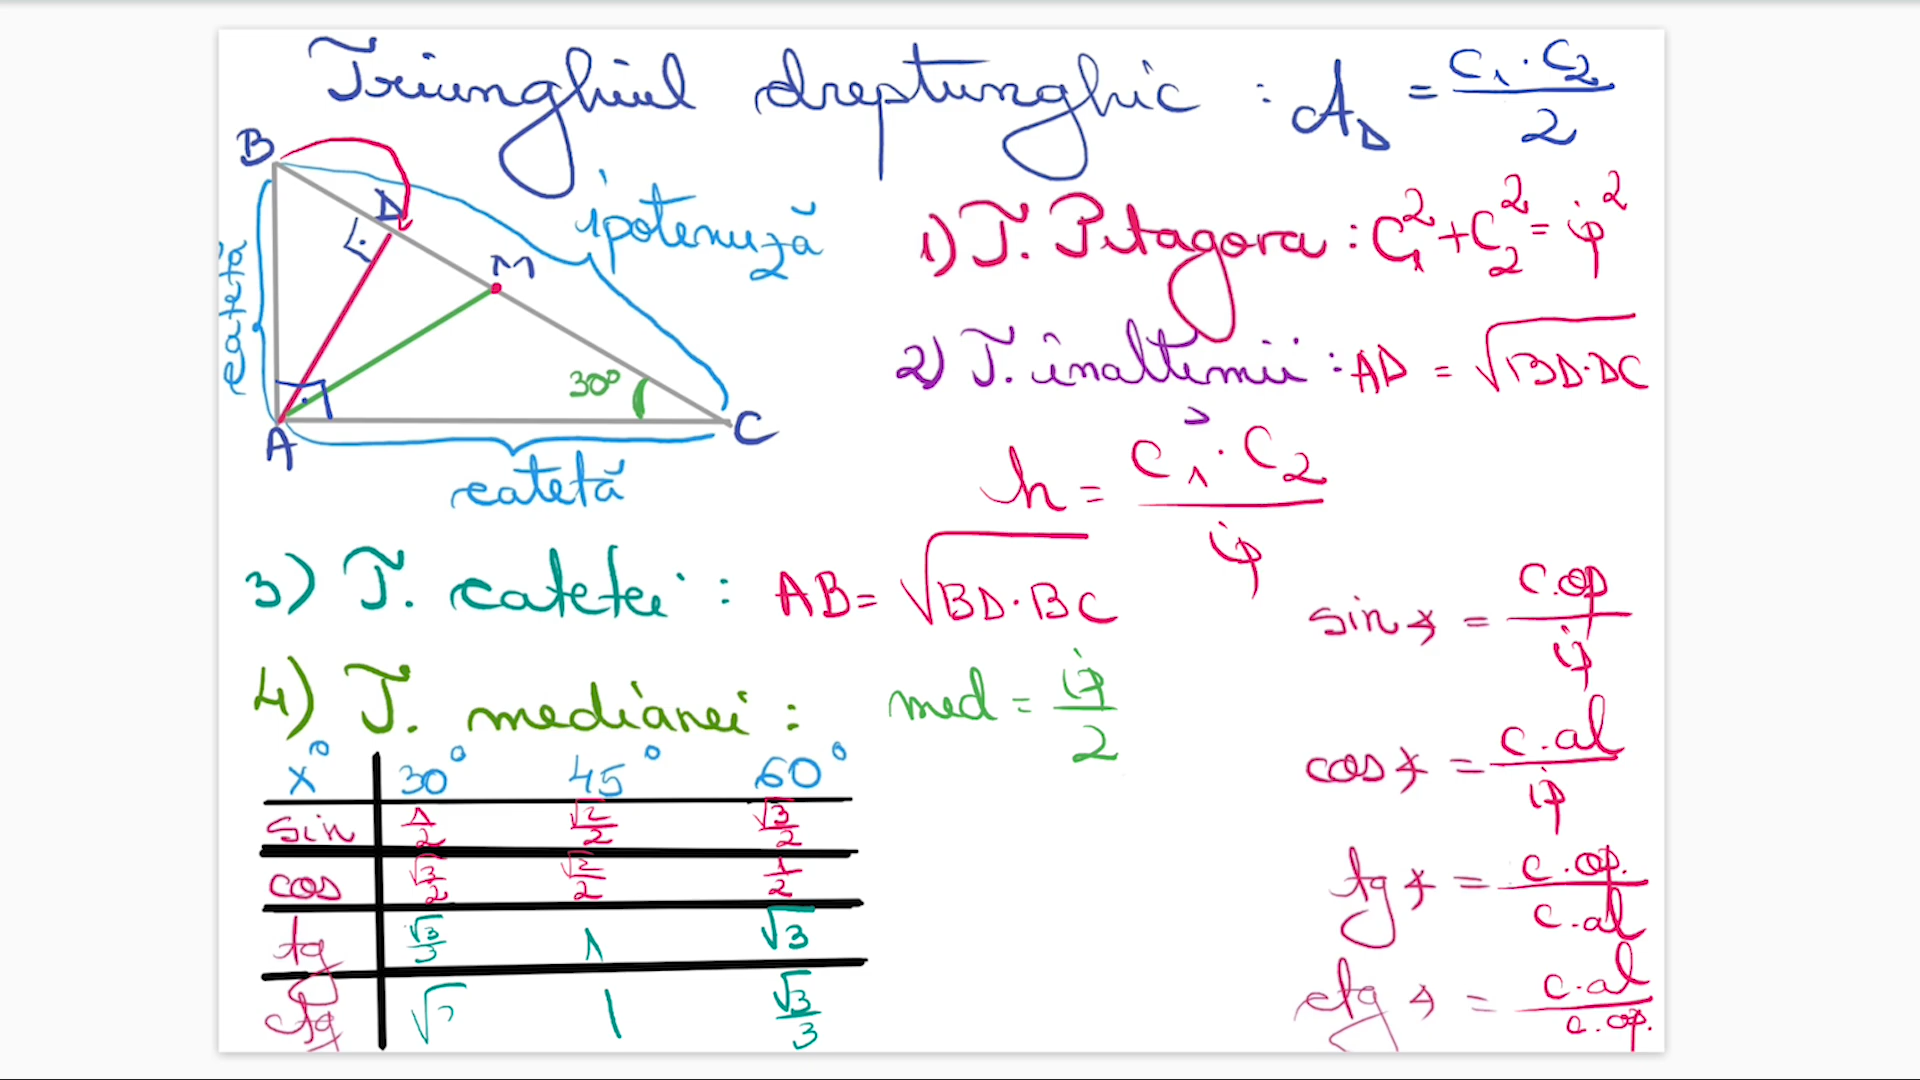 Triunghiul dreptunghic : A_Δ = (C₁ · C₂)/2
B
D
M
ipotenuză
catetă
30°
A
C
catetă
1) T. Pitagora : C₁² + C₂² = ip²
2) T. inaltimii : AD = √(BD·DC)
h = (C₁ · C₂)/ip
3) T. catetei : AB = √(BD·BC)
4) T. medianei : med = ip/2
x° 30° 45° 60°
sin 1/2 √2/2 √3/2
cos √3/2 √2/2 1/2
tg √3/3 1 √3
ctg 1 √3/3
sin ∢ = c.op/ip
cos ∢ = c.al/ip
tg ∢ = c.op./c.al
ctg ∢ = c.al/c.op.